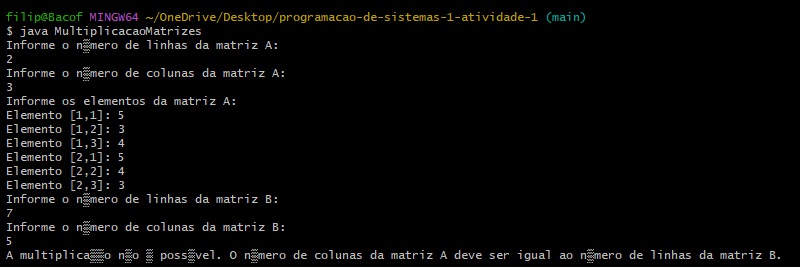 filip@Bacof MINGW64 ~/OneDrive/Desktop/programacao-de-sistemas-1-atividade-1 (main)
$ java MultiplicacaoMatrizes
Informe o n▒mero de linhas da matriz A:
2
Informe o n▒mero de colunas da matriz A:
3
Informe os elementos da matriz A:
Elemento [1,1]: 5
Elemento [1,2]: 3
Elemento [1,3]: 4
Elemento [2,1]: 5
Elemento [2,2]: 4
Elemento [2,3]: 3
Informe o n▒mero de linhas da matriz B:
7
Informe o n▒mero de colunas da matriz B:
5
A multiplica▒▒o n▒o ▒ poss▒vel. O n▒mero de colunas da matriz A deve ser igual ao n▒mero de linhas da matriz B.